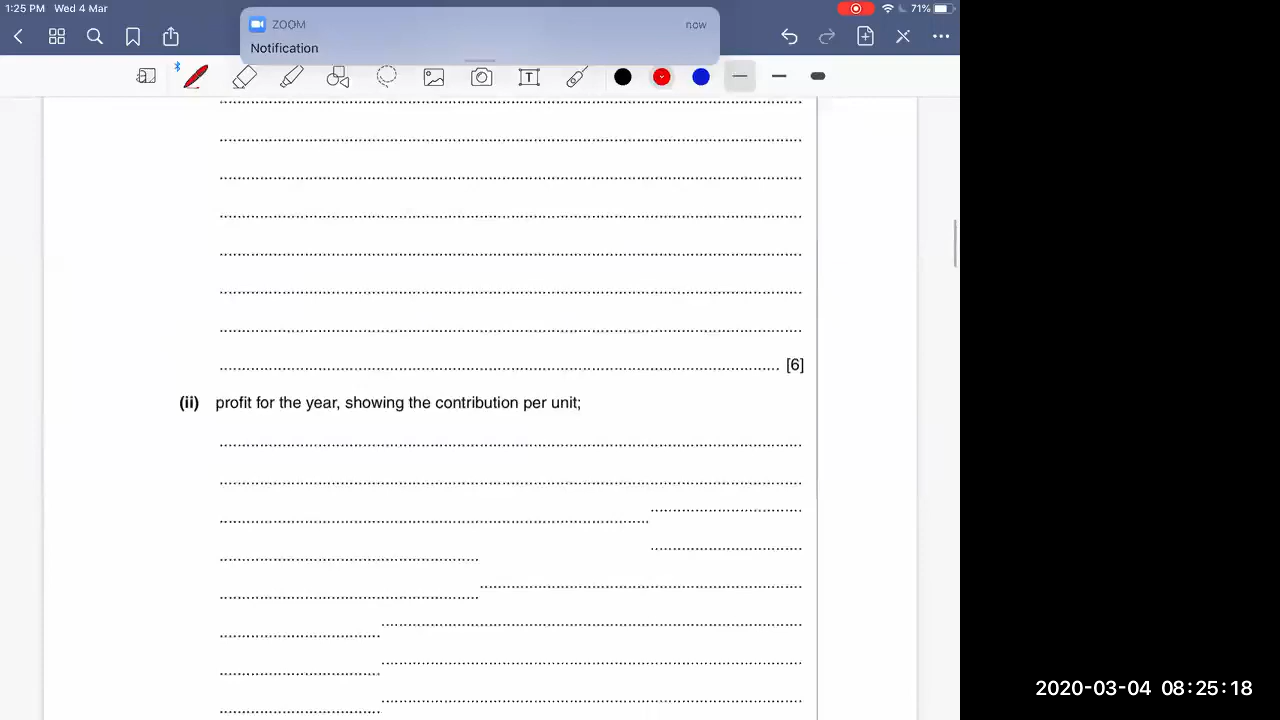 1:25 PM Wed 4 Mar
71%
ZOOM
now
Notification
T
[6]
(ii) profit for the year, showing the contribution per unit;
2020-03-04 08:25:18